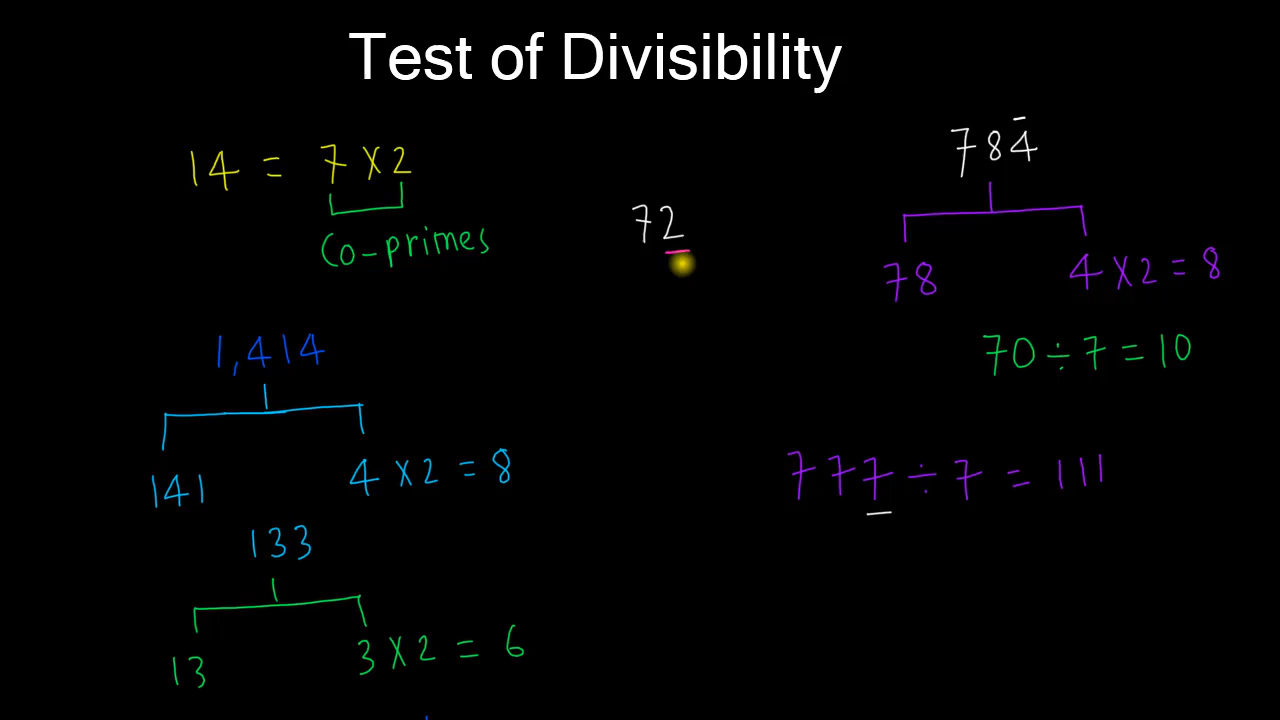 Test of Divisibility
14 = 7 X 2
Co-primes
1,414
141 4 X 2 = 8
133
13 3 X 2 = 6
72
784
78 4 X 2 = 8
70 ÷ 7 = 10
777 ÷ 7 = 111